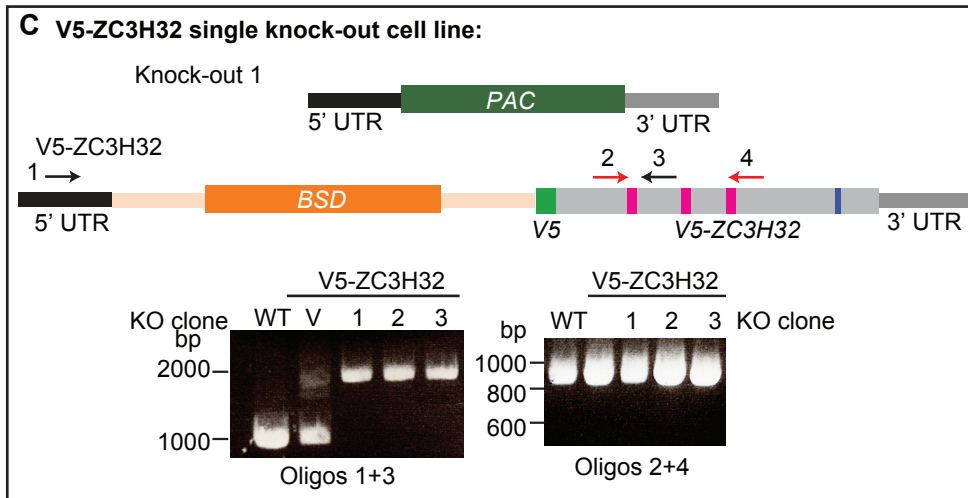 C V5-ZC3H32 single knock-out cell line:
Knock-out 1
PAC
5' UTR 3' UTR
V5-ZC3H32
1 2 3 4
BSD
5' UTR V5 V5-ZC3H32 3' UTR
V5-ZC3H32 V5-ZC3H32
KO clone WT V 1 2 3 WT 1 2 3 KO clone
bp bp
2000 1000
1000 800
600
Oligos 1+3 Oligos 2+4